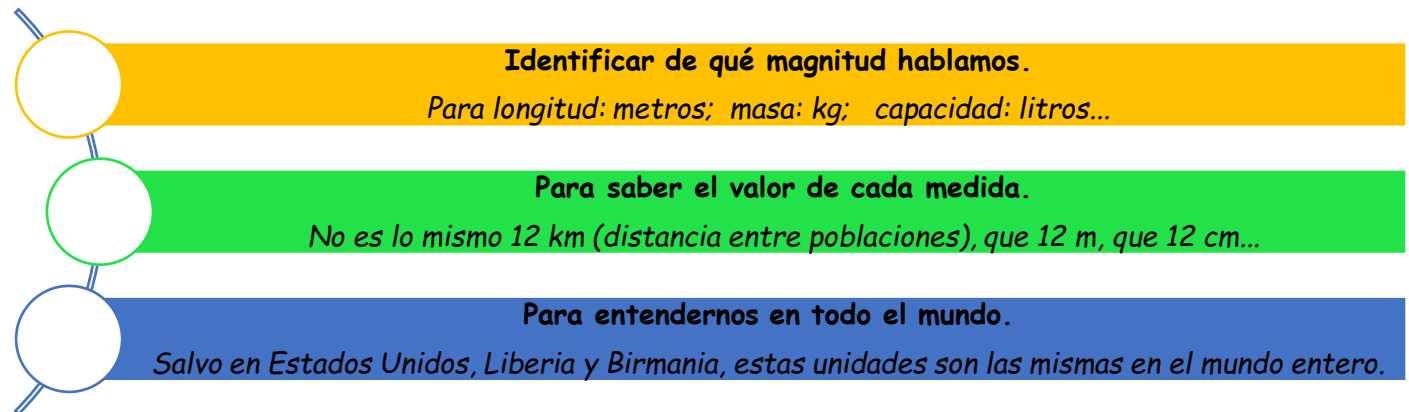 Identificar de qué magnitud hablamos.
Para longitud: metros; masa: kg; capacidad: litros...
Para saber el valor de cada medida.
No es lo mismo 12 km (distancia entre poblaciones), que 12 m, que 12 cm...
Para entendernos en todo el mundo.
Salvo en Estados Unidos, Liberia y Birmania, estas unidades son las mismas en el mundo entero.